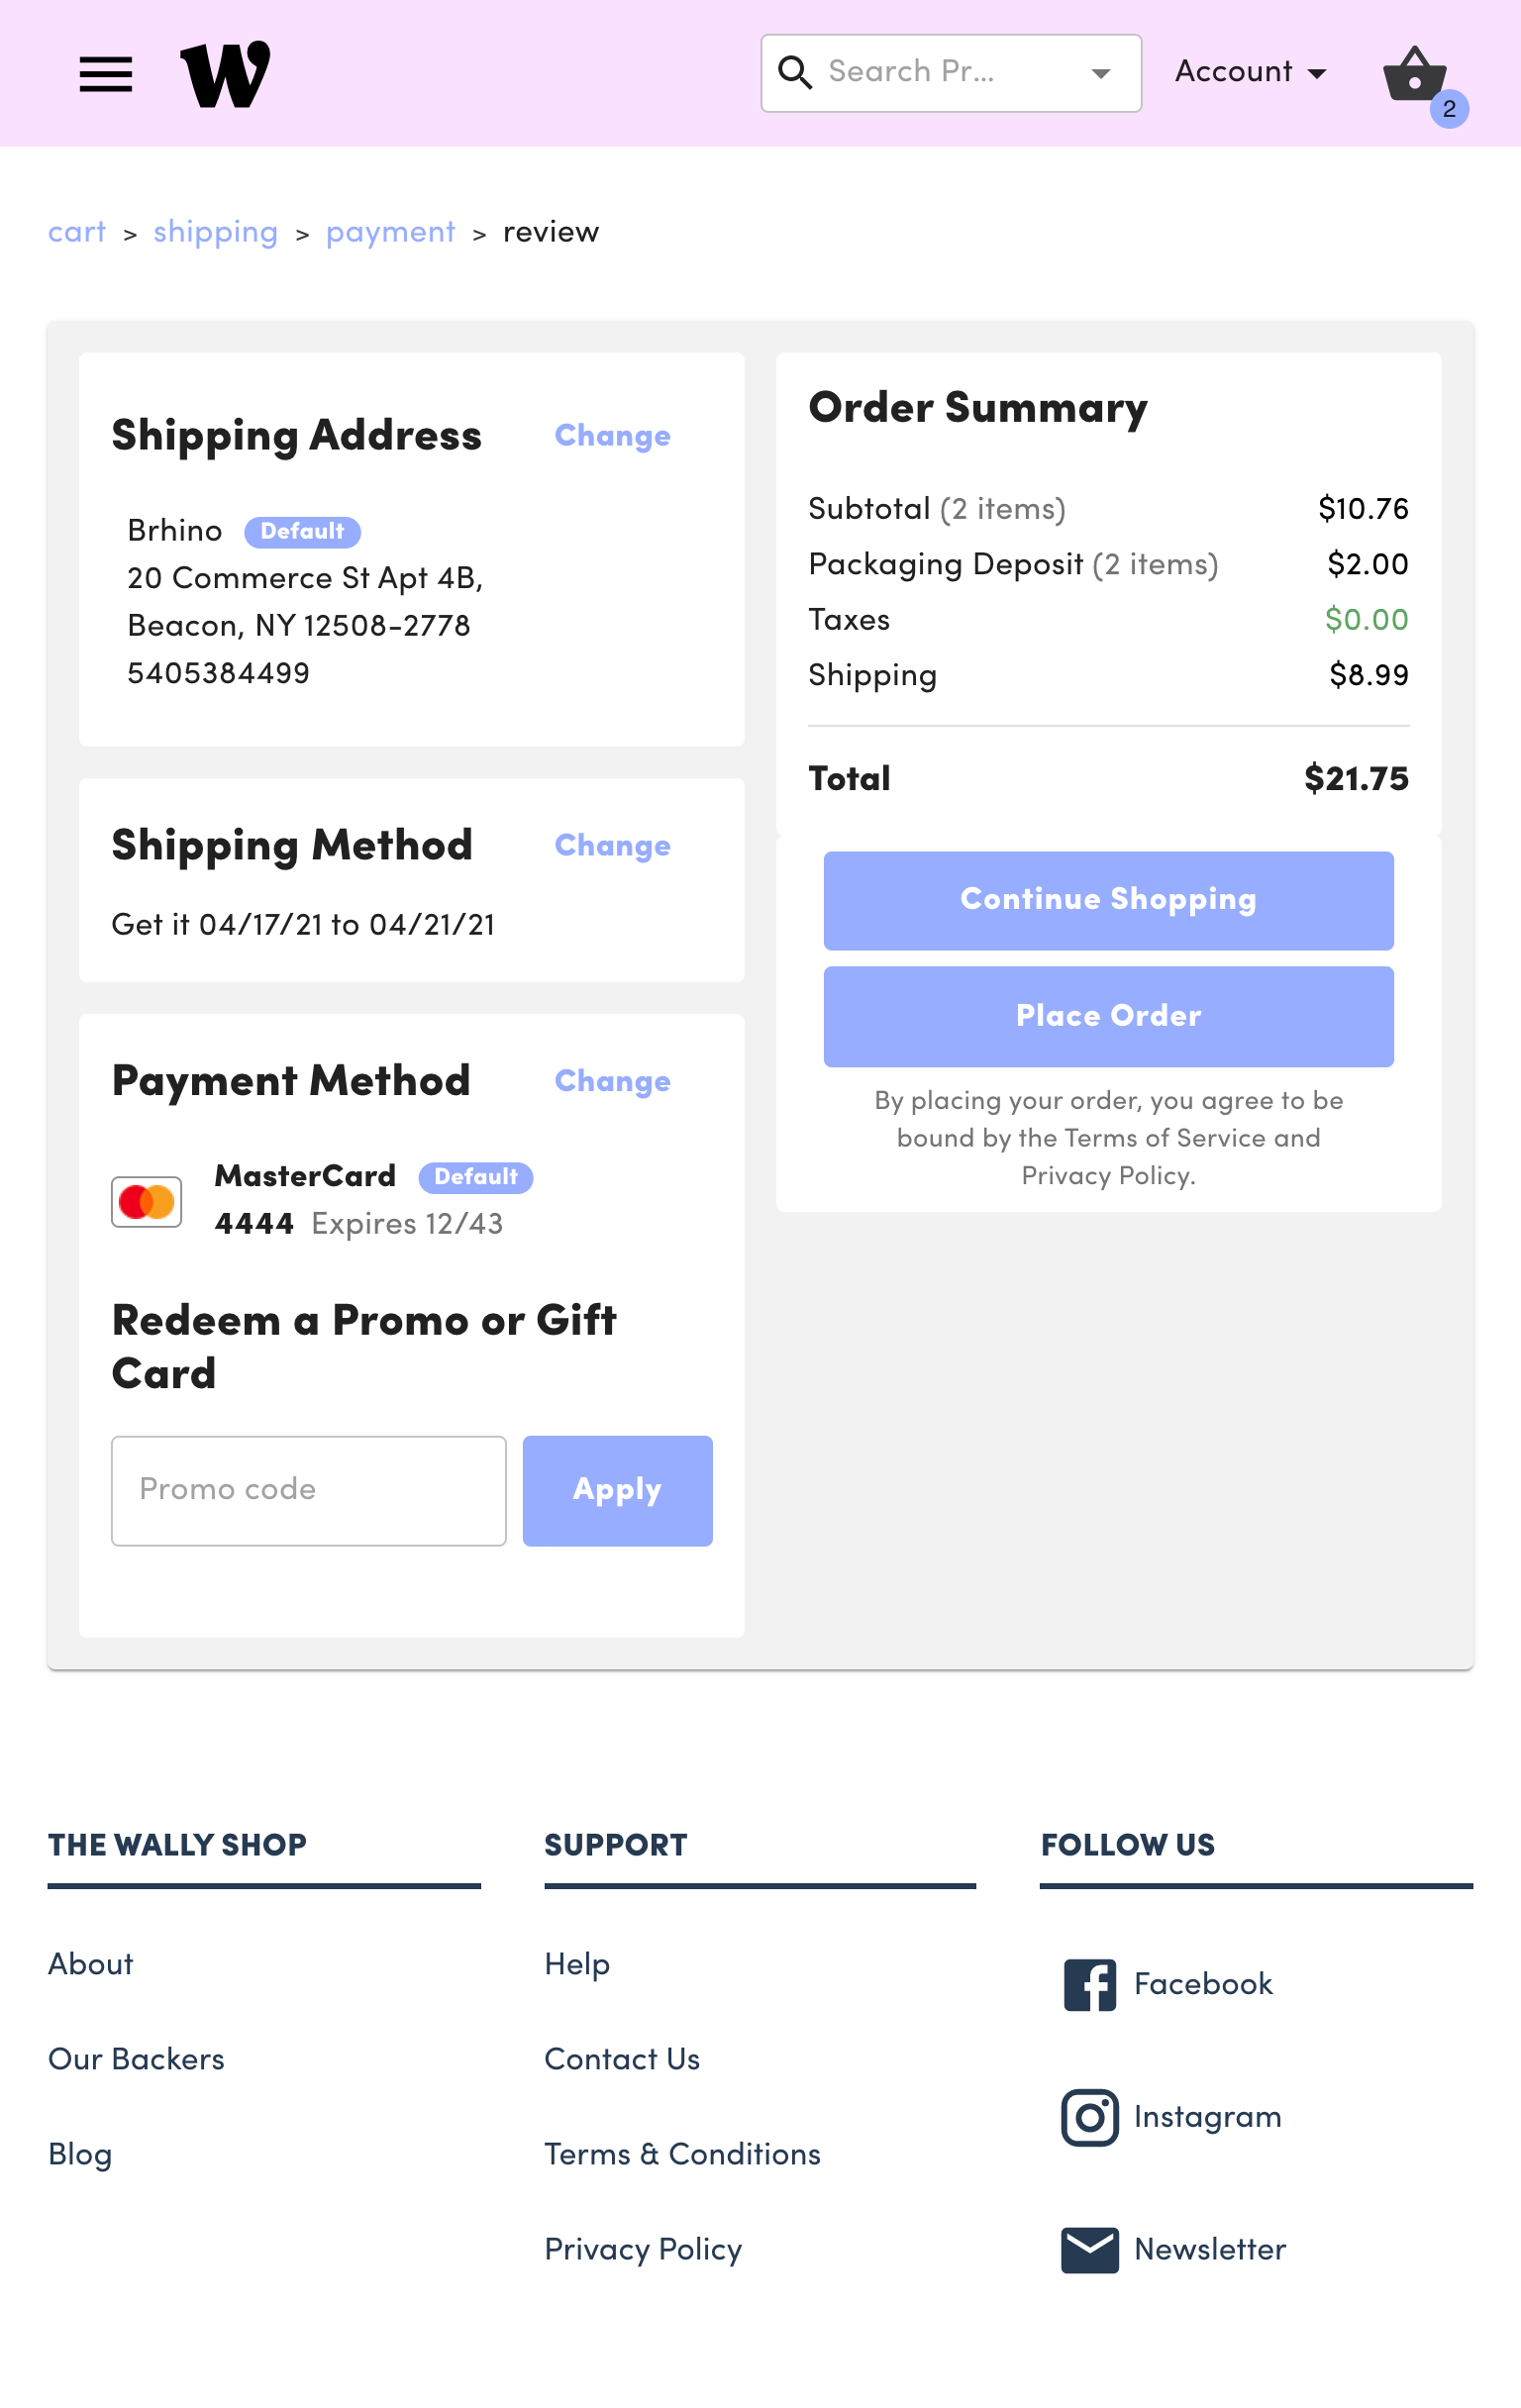 W
Search Pr...
Account
2
cart > shipping > payment > review
Shipping Address Change
Brhino Default
20 Commerce St Apt 4B,
Beacon, NY 12508-2778
5405384499
Shipping Method Change
Get it 04/17/21 to 04/21/21
Payment Method Change
MasterCard Default
4444 Expires 12/43
Redeem a Promo or Gift
Card
Promo code
Apply
Order Summary
Subtotal (2 items) $10.76
Packaging Deposit (2 items) $2.00
Taxes $0.00
Shipping $8.99
Total $21.75
Continue Shopping
Place Order
By placing your order, you agree to be
bound by the Terms of Service and
Privacy Policy.
THE WALLY SHOP
About
Our Backers
Blog
SUPPORT
Help
Contact Us
Terms & Conditions
Privacy Policy
FOLLOW US
Facebook
Instagram
Newsletter